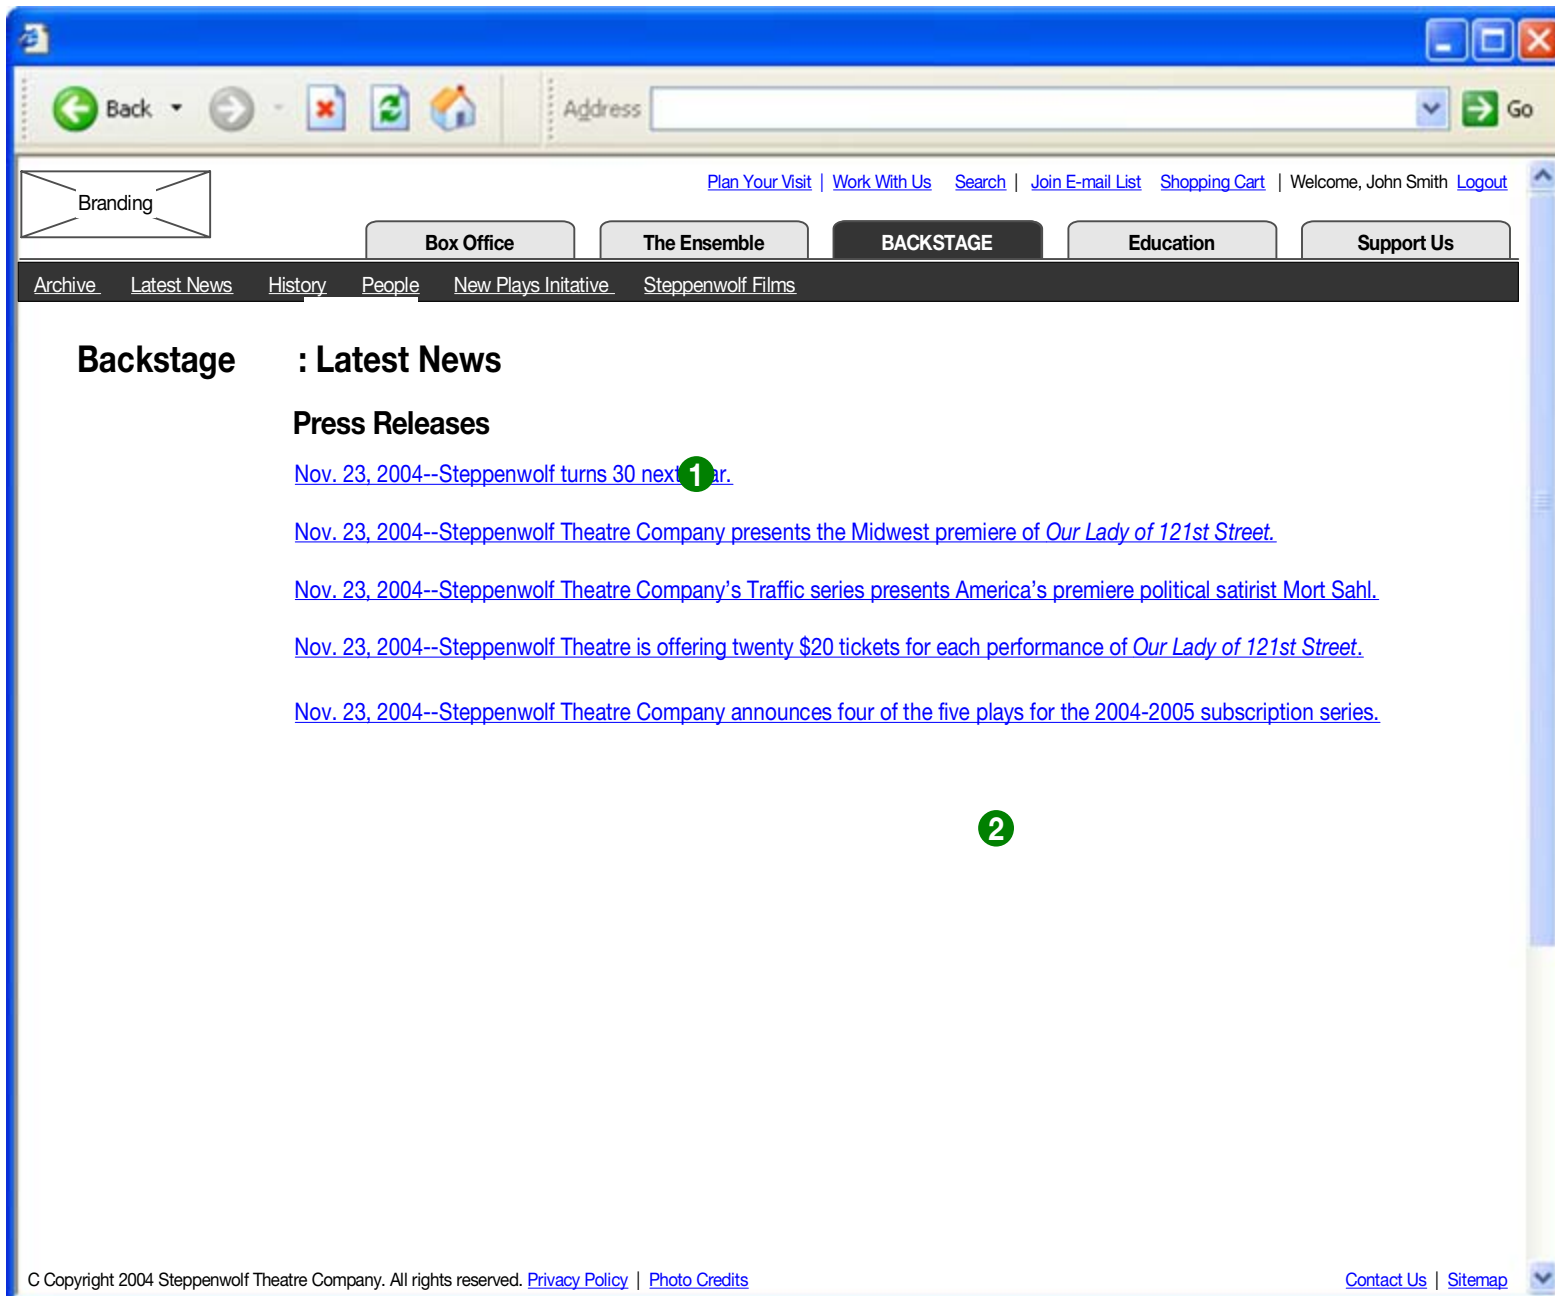 Back Address Go
Branding
Plan Your Visit | Work With Us Search | Join E-mail List Shopping Cart | Welcome, John Smith Logout
Box Office The Ensemble BACKSTAGE Education Support Us
Archive Latest News History People New Plays Initative Steppenwolf Films
Backstage : Latest News
Press Releases
Nov. 23, 2004--Steppenwolf turns 30 next 1 ar.
Nov. 23, 2004--Steppenwolf Theatre Company presents the Midwest premiere of Our Lady of 121st Street.
Nov. 23, 2004--Steppenwolf Theatre Company’s Traffic series presents America’s premiere political satirist Mort Sahl.
Nov. 23, 2004--Steppenwolf Theatre is offering twenty $20 tickets for each performance of Our Lady of 121st Street.
Nov. 23, 2004--Steppenwolf Theatre Company announces four of the five plays for the 2004-2005 subscription series.
2
C Copyright 2004 Steppenwolf Theatre Company. All rights reserved. Privacy Policy | Photo Credits Contact Us | Sitemap